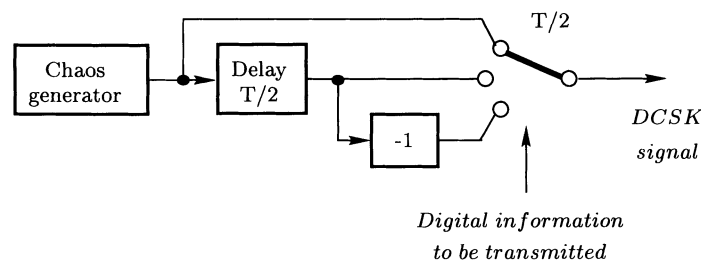 T/2
Chaos
generator
Delay
T/2
-1
DCSK
signal
Digital information
to be transmitted